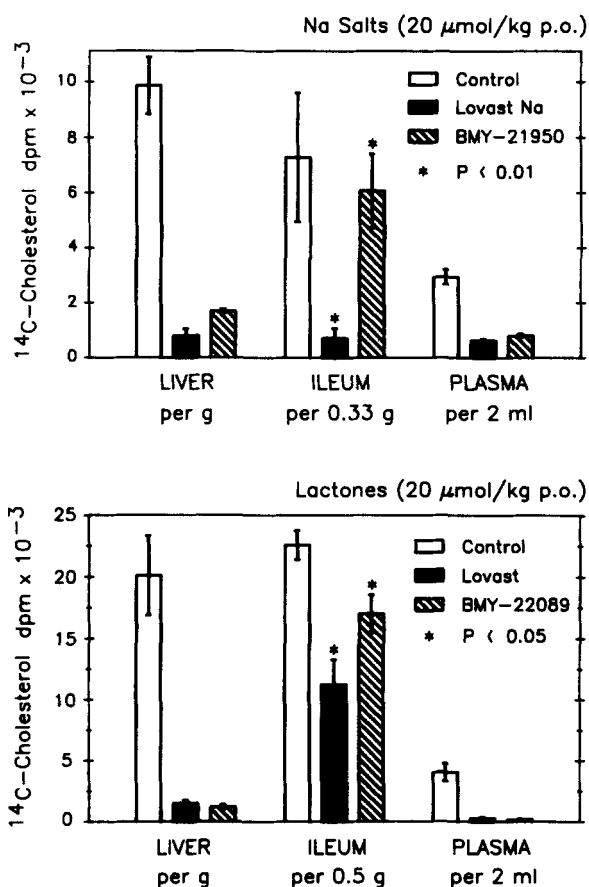 Na Salts (20 μmol/kg p.o.)
14C-Cholesterol dpm x 10-3
10
8
6
4
2
0
Control
Lovast Na
BMY-21950
* P < 0.01
*
*
LIVER ILEUM PLASMA
per g per 0.33 g per 2 ml
Lactones (20 μmol/kg p.o.)
14C-Cholesterol dpm x 10-3
25
20
15
10
5
0
Control
Lovast
BMY-22089
* P < 0.05
*
*
LIVER ILEUM PLASMA
per g per 0.5 g per 2 ml